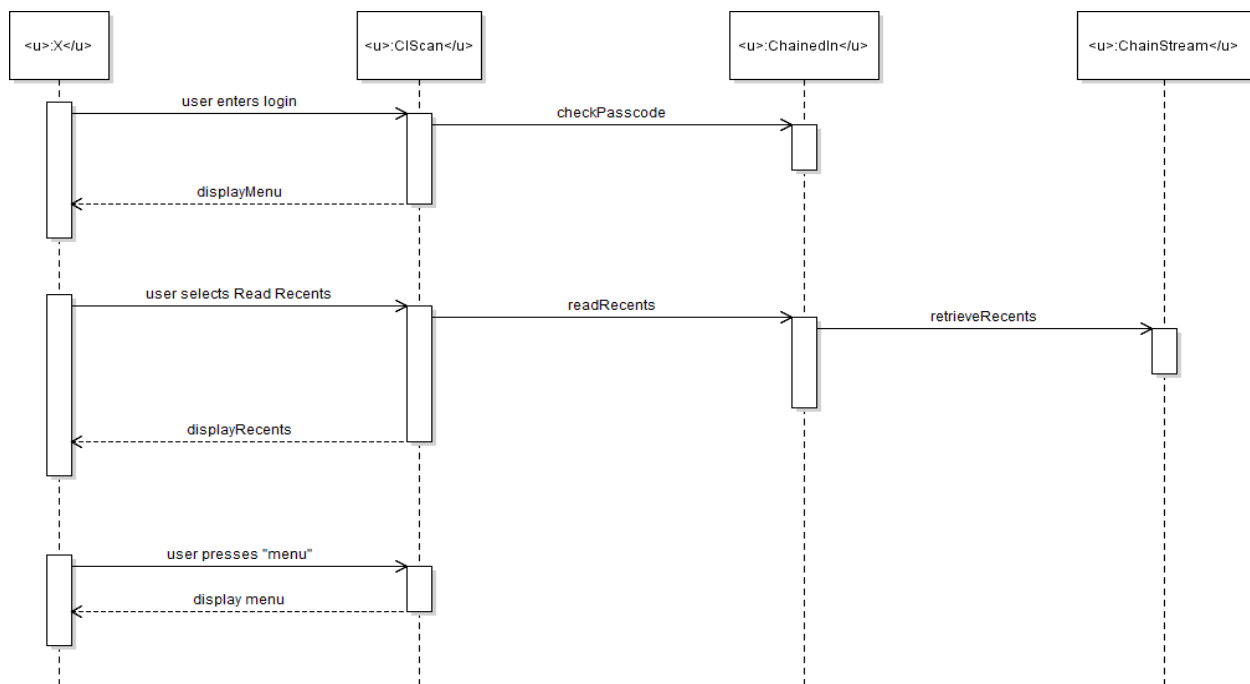 <u>:X</u>
<u>:CIScan</u>
<u>:ChainedIn</u>
<u>:ChainStream</u>
user enters login
checkPasscode
displayMenu
user selects Read Recents
readRecents
retrieveRecents
displayRecents
user presses "menu"
display menu